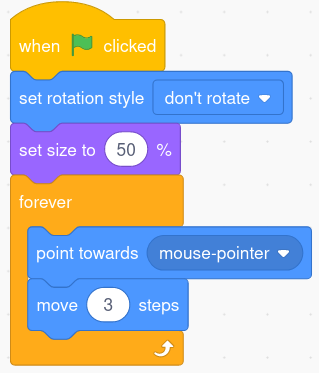 when clicked
set rotation style don't rotate
set size to 50 %
forever
point towards mouse-pointer
move 3 steps